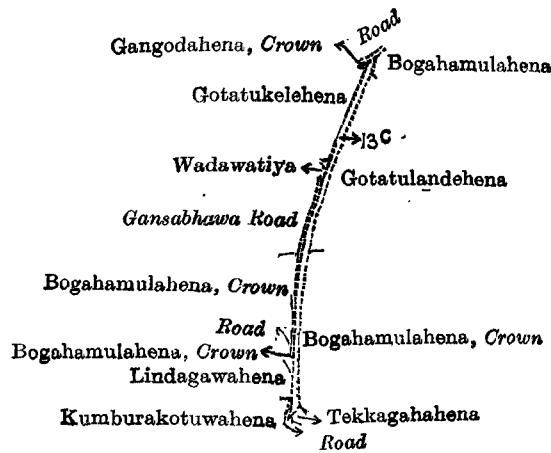 Road
Gangodahena, Crown
Bogahamulahena
Gotatukelehena
13C
Wadawatiya
Gotatulandehena
Gansabhawa Road
Bogahamulahena, Crown
Road
Bogahamulahena, Crown
Bogahamulahena, Crown
Lindagawahena
Kumburakotuwahena
Tekkagahahena
Road